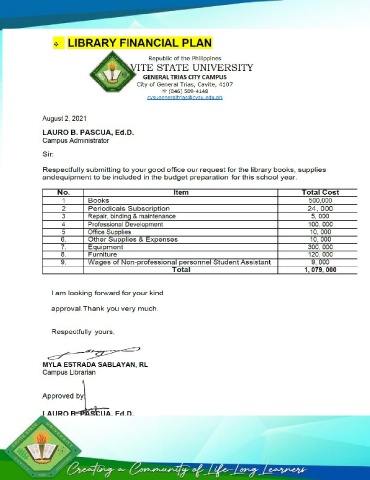 ❖ LIBRARY FINANCIAL PLAN
Republic of the Philippines
VITE STATE UNIVERSITY
GENERAL TRIAS CITY CAMPUS
City of General Trias, Cavite, 4107
☎ (046) 509-4148
cvsugeneraltrias@cvsu.edu.ph
August 2, 2021
LAURO B. PASCUA, Ed.D.
Campus Administrator
Sir:
Respectfully submitting to your good office our request for the library books, supplies
andequipment to be included in the budget preparation for this school year.
No. Item Total Cost
1 Books 500,000
2 Periodicals Subscription 24, 000
3 Repair, binding & maintenance 5, 000
4 Professional Development 100, 000
5 Office Supplies 10, 000
6. Other Supplies & Expenses 10, 000
7. Equipment 300, 000
8. Furniture 120, 000
9. Wages of Non-professional personnel Student Assistant 9, 000
Total 1, 079, 000
I am looking forward for your kind
approval.Thank you very much.
Respectfully yours,
MYLA ESTRADA SABLAYAN, RL
Campus Librarian
Approved by:
LAURO B. PASCUA, Ed.D.
Creating a Community of Life-Long Learners